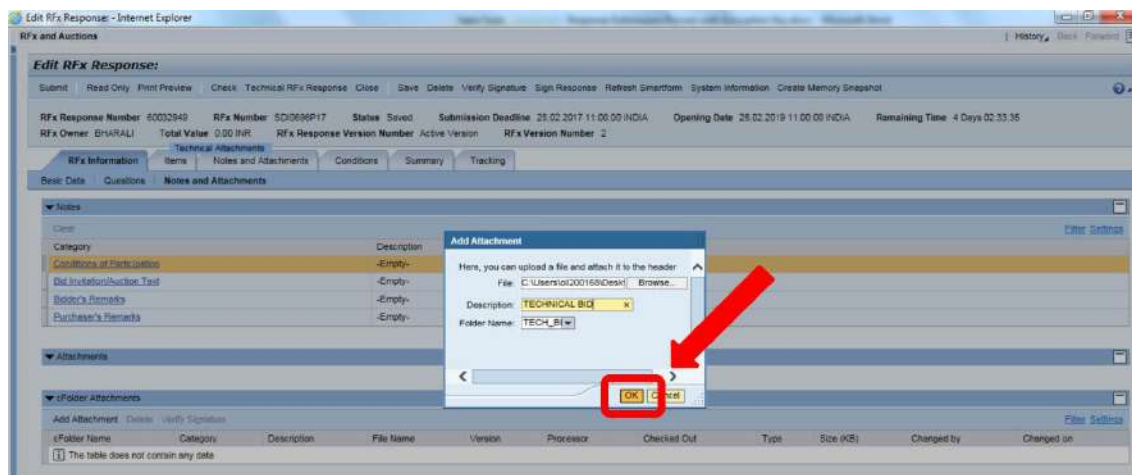 Edit RFx Response: - Internet Explorer
RFx and Auctions
History Back Forward
Edit RFx Response:
Submit Read Only Print Preview Check Technical RFx Response Close Save Delete Verify Signature Sign Response Refresh Smartform System Information Create Memory Snapshot
RFx Response Number 60032949 RFx Number SDI0696P17 Status Saved Submission Deadline 25.02.2017 11:00:00 INDIA Opening Date 25.02.2019 11:00:00 INDIA Remaining Time 4 Days 02:33:35
RFx Owner BHARALI Total Value 0.00 INR RFx Response Version Number Active Version RFx Version Number 2
Technical Attachments
RFx Information Items Notes and Attachments Conditions Summary Tracking
Basic Data Questions Notes and Attachments
Notes
Clear Filter Settings
Category Description
Conditions of Participation -Empty-
Bid Invitation/Auction Text -Empty-
Bidder's Remarks -Empty-
Purchaser's Remarks -Empty-
Add Attachment
Here, you can upload a file and attach it to the header
File: C:\Users\oil200168\Deskt Browse...
Description: TECHNICAL BID
Folder Name: TECH_BI
OK Cancel
Attachments
cFolder Attachments
Add Attachment Delete Verify Signature Filter Settings
cFolder Name Category Description File Name Version Processor Checked Out Type Size (KB) Changed by Changed on
The table does not contain any data